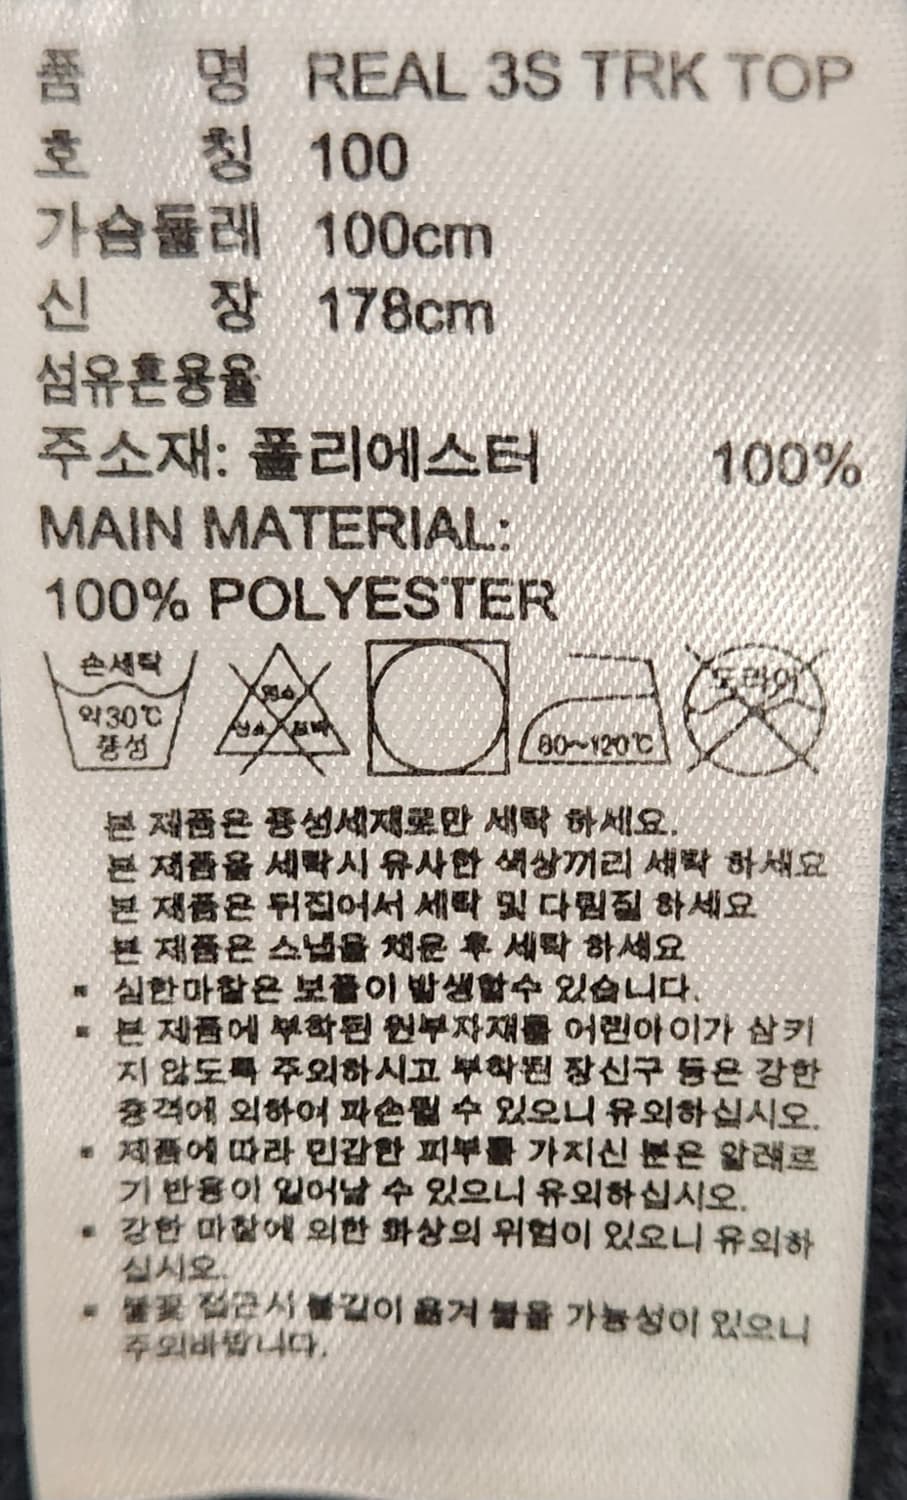 품 명 REAL 3S TRK TOP
호 칭 100
가슴둘레 100cm
신 장 178cm
섬유혼용율
주소재: 폴리에스터 100%
MAIN MATERIAL:
100% POLYESTER
손세탁
약30℃
중성
염소
산소 표백
80~120℃
드라이
본 제품은 중성세제로만 세탁 하세요.
본 제품을 세탁시 유사한 색상끼리 세탁 하세요
본 제품은 뒤집어서 세탁 및 다림질 하세요
본 제품은 스냅을 채운 후 세탁 하세요
▪ 심한마찰은 보풀이 발생할수 있습니다.
▪ 본 제품에 부착된 원부자재를 어린아이가 삼키
지 않도록 주의하시고 부착된 장신구 등은 강한
충격에 의하여 파손될 수 있으니 유의하십시오.
▪ 제품에 따라 민감한 피부를 가지신 분은 알레르
기 반응이 일어날 수 있으니 유의하십시오.
▪ 강한 마찰에 의한 화상의 위험이 있으니 유의하
십시오.
▪ 불꽃 접근시 불길이 옮겨 붙을 가능성이 있으니
주의바랍니다.